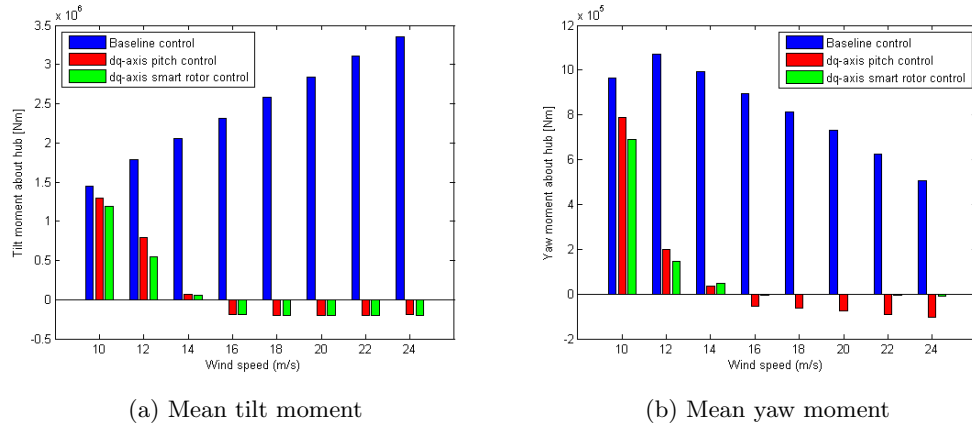 x 10^6
3.5
3
2.5
2
1.5
1
0.5
0
-0.5
Tilt moment about hub [Nm]
Baseline control
dq-axis pitch control
dq-axis smart rotor control
10 12 14 16 18 20 22 24
Wind speed (m/s)
(a) Mean tilt moment
x 10^5
12
10
8
6
4
2
0
-2
Yaw moment about hub [Nm]
Baseline control
dq-axis pitch control
dq-axis smart rotor control
10 12 14 16 18 20 22 24
Wind speed (m/s)
(b) Mean yaw moment